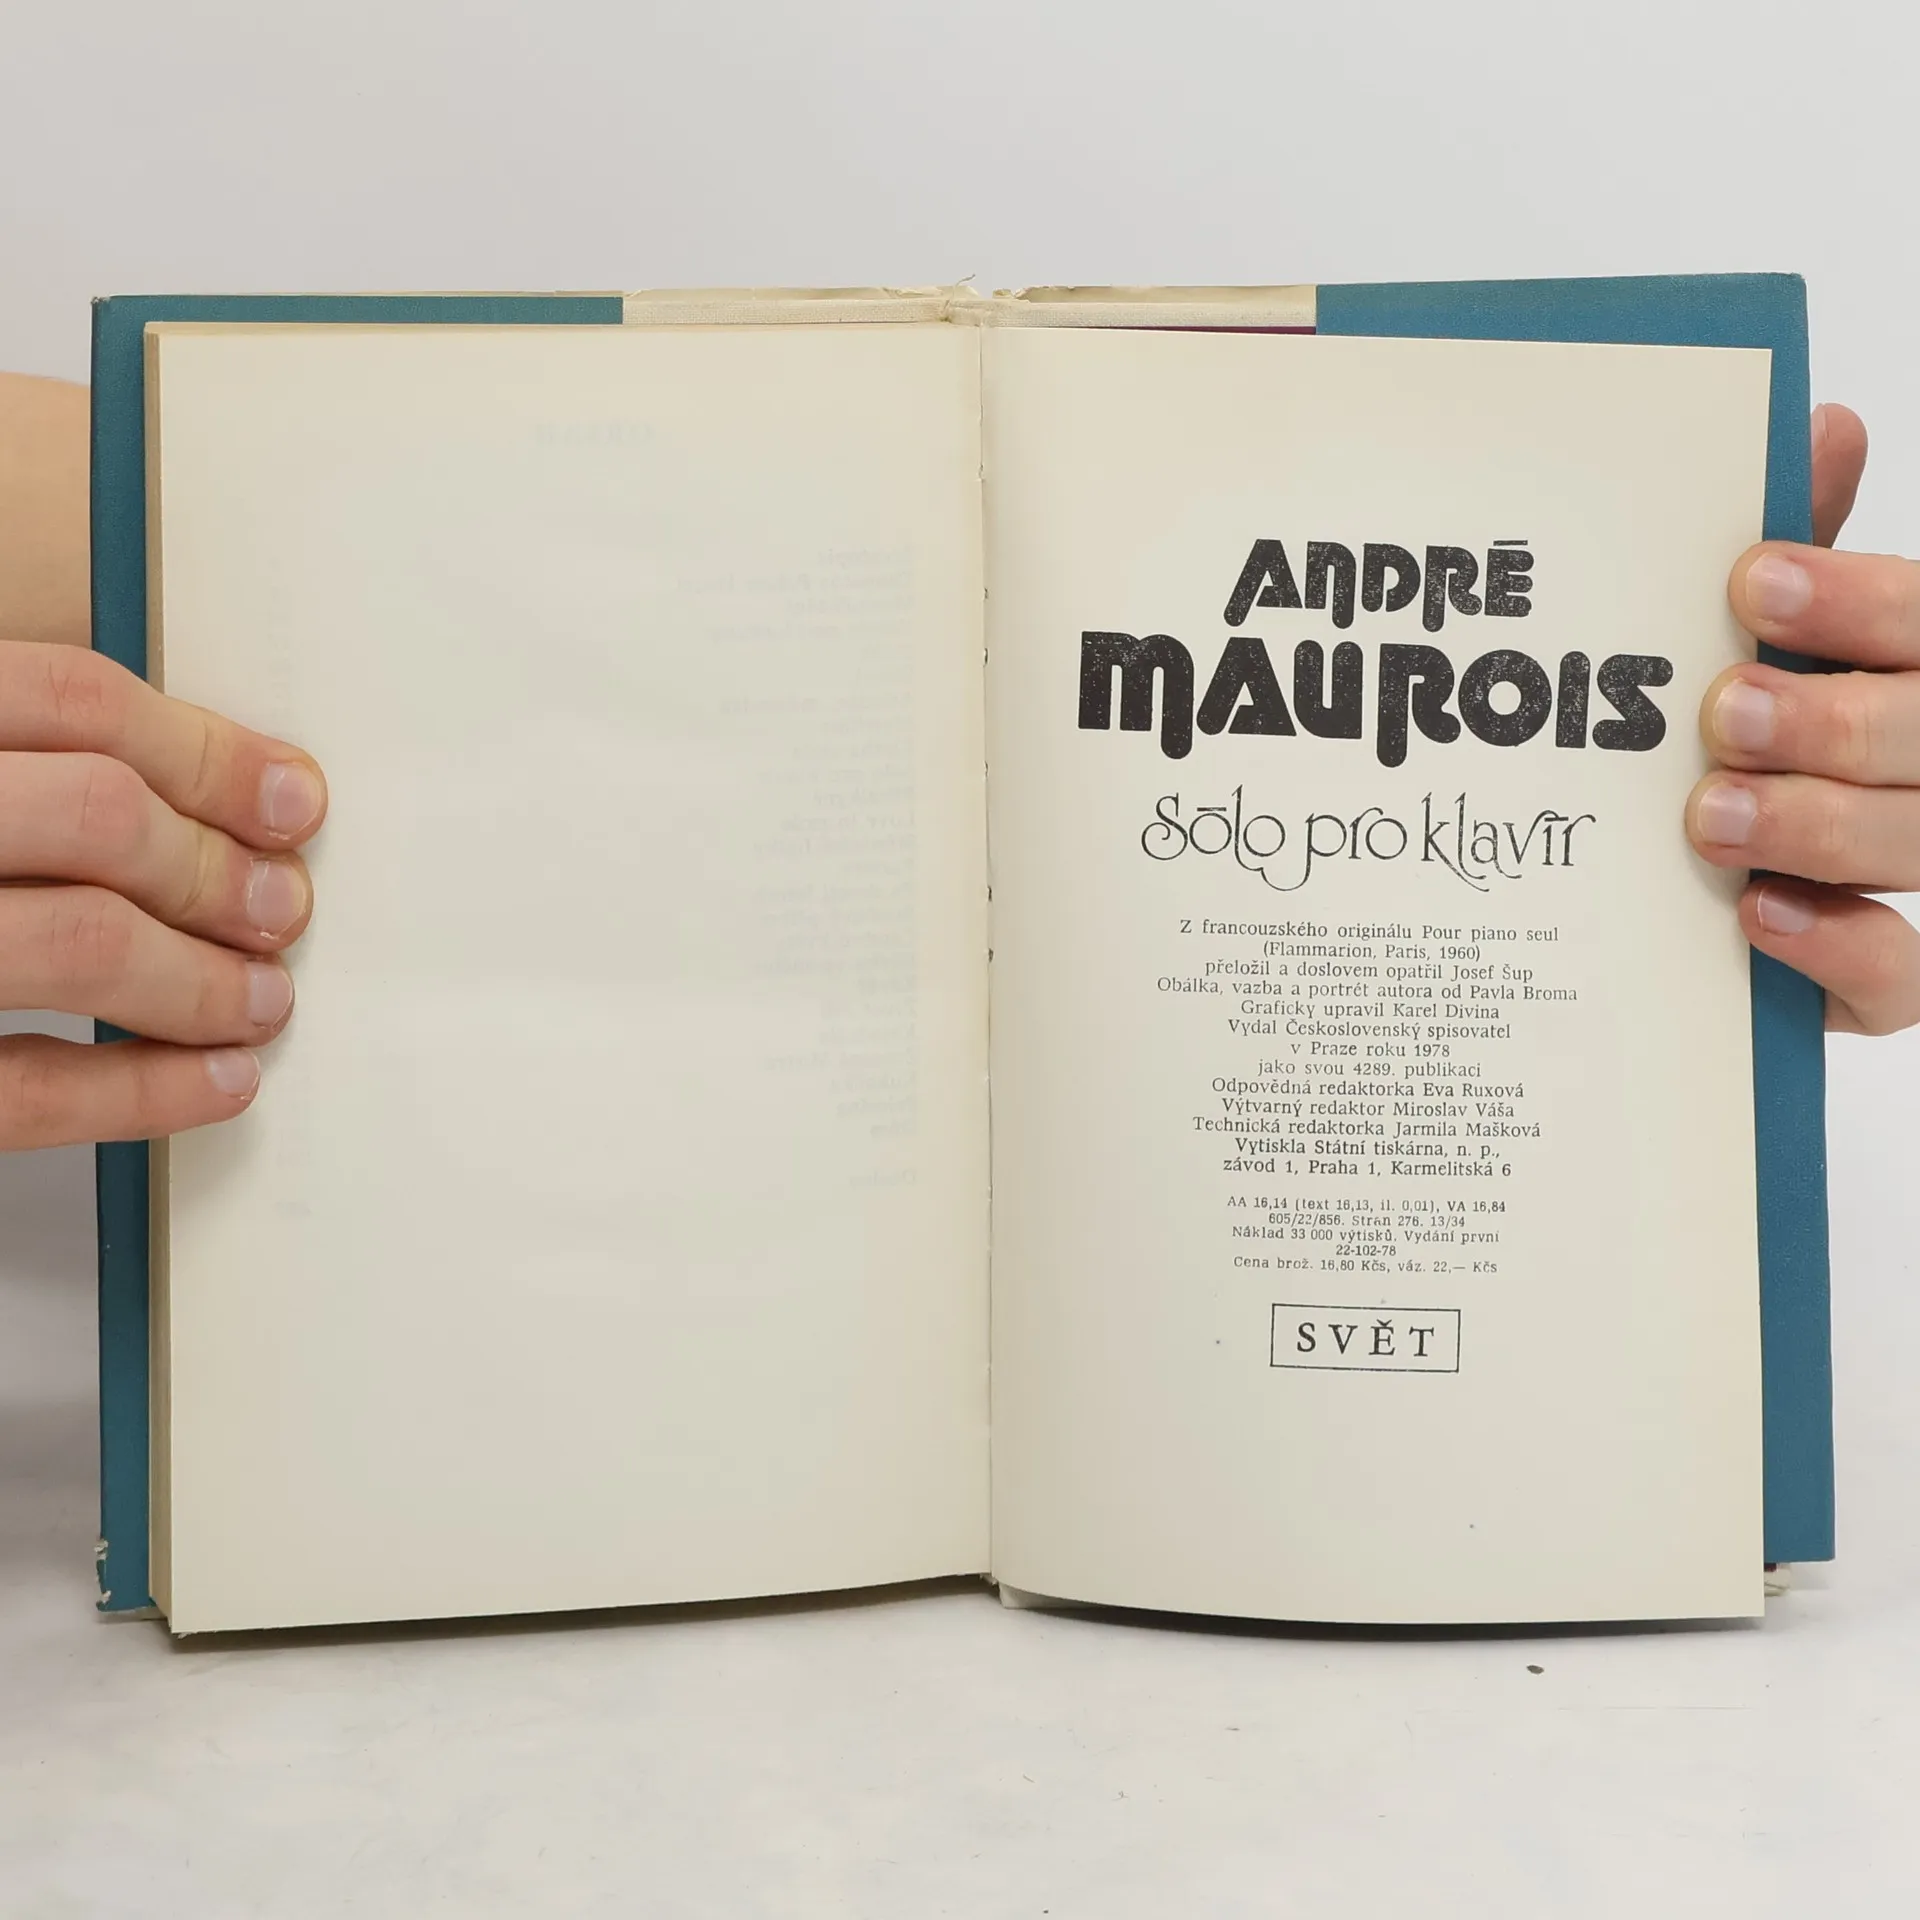 ANDRÉ
MAUROIS
Sólo pro klavír
Z francouzského originálu Pour piano seul
(Flammarion, Paris, 1960)
přeložil a doslovem opatřil Josef Šup
Obálka, vazba a portrét autora od Pavla Broma
Graficky upravil Karel Divina
Vydal Československý spisovatel
v Praze roku 1978
jako svou 4289. publikaci
Odpovědná redaktorka Eva Ruxová
Výtvarný redaktor Miroslav Váša
Technická redaktorka Jarmila Mašková
Vytiskla Státní tiskárna, n. p.,
závod 1, Praha 1, Karmelitská 6
AA 16,14 (text 16,13, il. 0,01), VA 16,84
605/22/856. Stran 276. 13/34
Náklad 33 000 výtisků. Vydání první
22-102-78
Cena brož. 16,80 Kčs, váz. 22,— Kčs
SVĚT